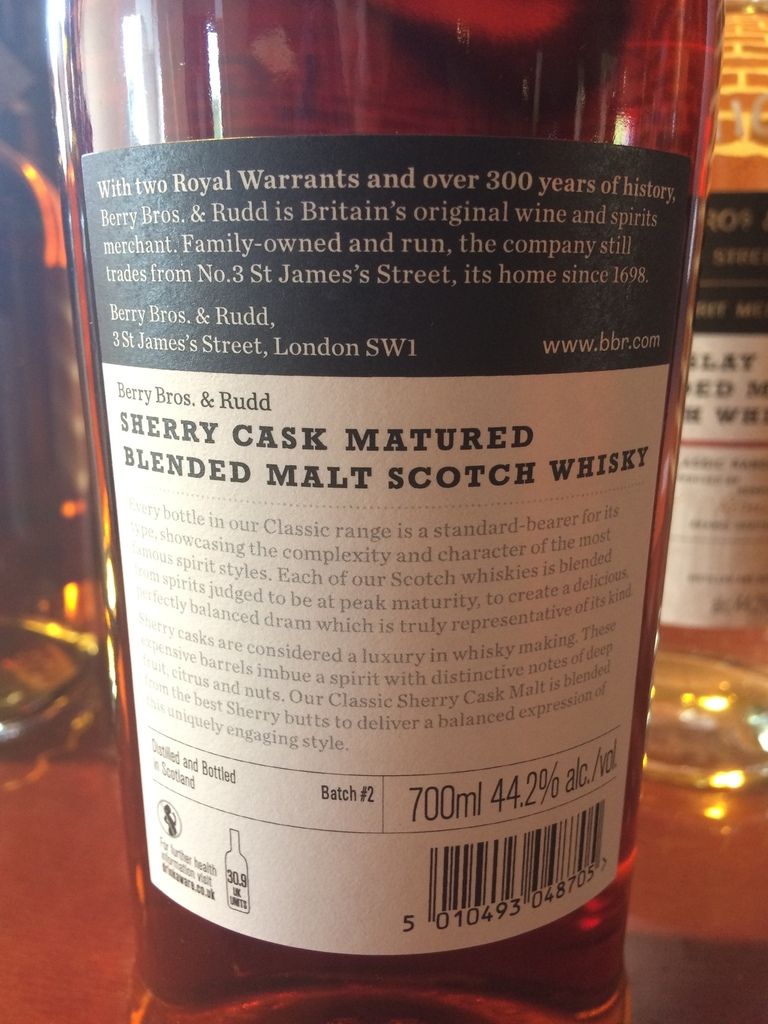 With two Royal Warrants and over 300 years of history,
Berry Bros. & Rudd is Britain's original wine and spirits
merchant. Family-owned and run, the company still
trades from No.3 St James's Street, its home since 1698.
Berry Bros. & Rudd,
3 St James's Street, London SW1
www.bbr.com
Berry Bros. & Rudd
SHERRY CASK MATURED
BLENDED MALT SCOTCH WHISKY
Every bottle in our Classic range is a standard-bearer for its
type, showcasing the complexity and character of the most
famous spirit styles. Each of our Scotch whiskies is blended
from spirits judged to be at peak maturity, to create a delicious,
perfectly balanced dram which is truly representative of its kind.
Sherry casks are considered a luxury in whisky making. These
expensive barrels imbue a spirit with distinctive notes of deep
fruit, citrus and nuts. Our Classic Sherry Cask Malt is blended
from the best Sherry butts to deliver a balanced expression of
this uniquely engaging style.
Distilled and Bottled
in Scotland
Batch #2
700ml 44.2% alc./vol.
For further health
information visit
drinkaware.co.uk
30.9
UK
UNITS
5 010493 048705 >